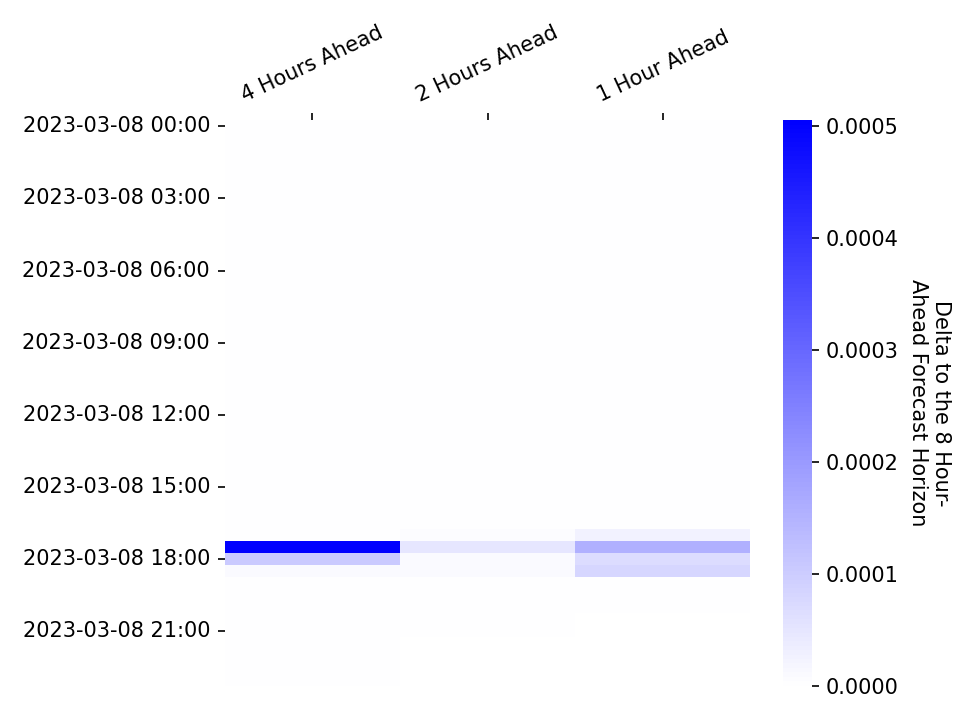 4 Hours Ahead
2 Hours Ahead
1 Hour Ahead
2023-03-08 00:00
2023-03-08 03:00
2023-03-08 06:00
2023-03-08 09:00
2023-03-08 12:00
2023-03-08 15:00
2023-03-08 18:00
2023-03-08 21:00
0.0005
0.0004
0.0003
0.0002
0.0001
0.0000
Delta to the 8 Hour-
Ahead Forecast Horizon